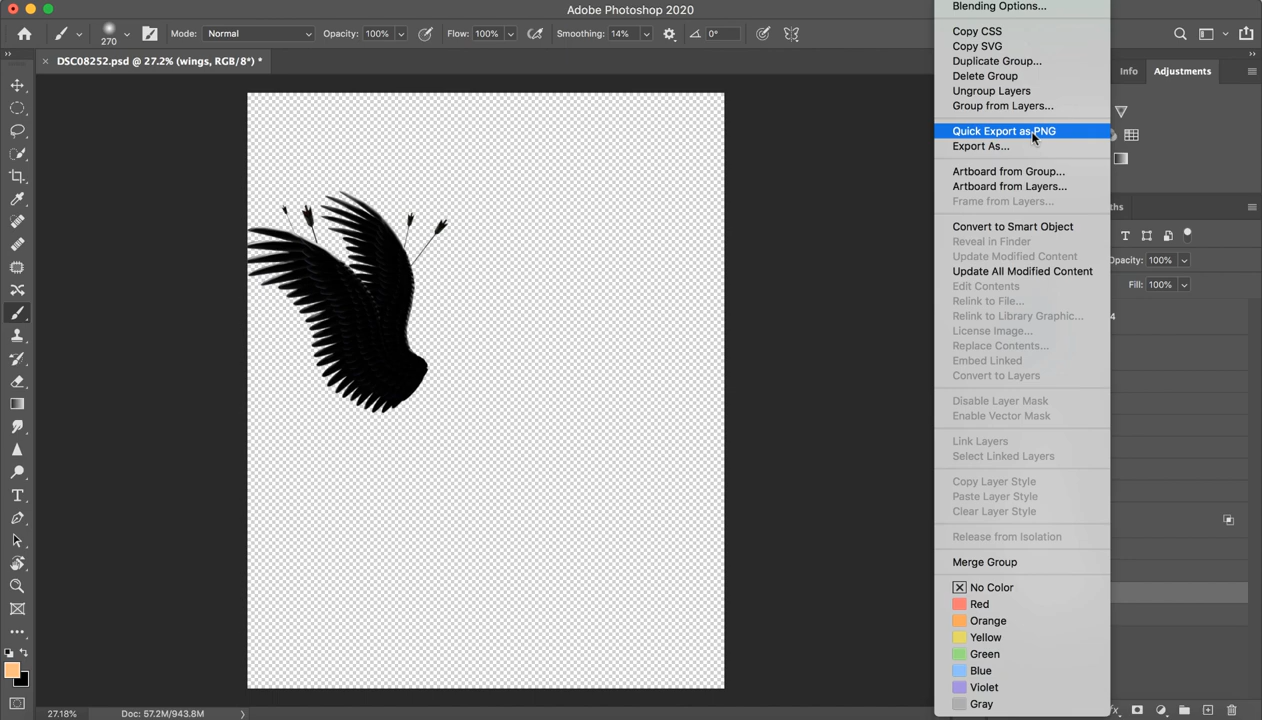 Adobe Photoshop 2020
270
Mode: Normal
Opacity: 100%
Flow: 100%
Smoothing: 14%
0°
DSC08252.psd @ 27.2% (wings, RGB/8*) *
Info
Adjustments
Blending Options...
Copy CSS
Copy SVG
Duplicate Group...
Delete Group
Ungroup Layers
Group from Layers...
Quick Export as PNG
Export As...
Artboard from Group...
Artboard from Layers...
Frame from Layers...
Convert to Smart Object
Reveal in Finder
Update Modified Content
Update All Modified Content
Edit Contents
Relink to File...
Relink to Library Graphic...
License Image...
Replace Contents...
Embed Linked
Convert to Layers
Disable Layer Mask
Enable Vector Mask
Link Layers
Select Linked Layers
Copy Layer Style
Paste Layer Style
Clear Layer Style
Release from Isolation
Merge Group
No Color
Red
Orange
Yellow
Green
Blue
Violet
Gray
ths
Opacity: 100%
Fill: 100%
4
27.18%
Doc: 57.2M/943.8M